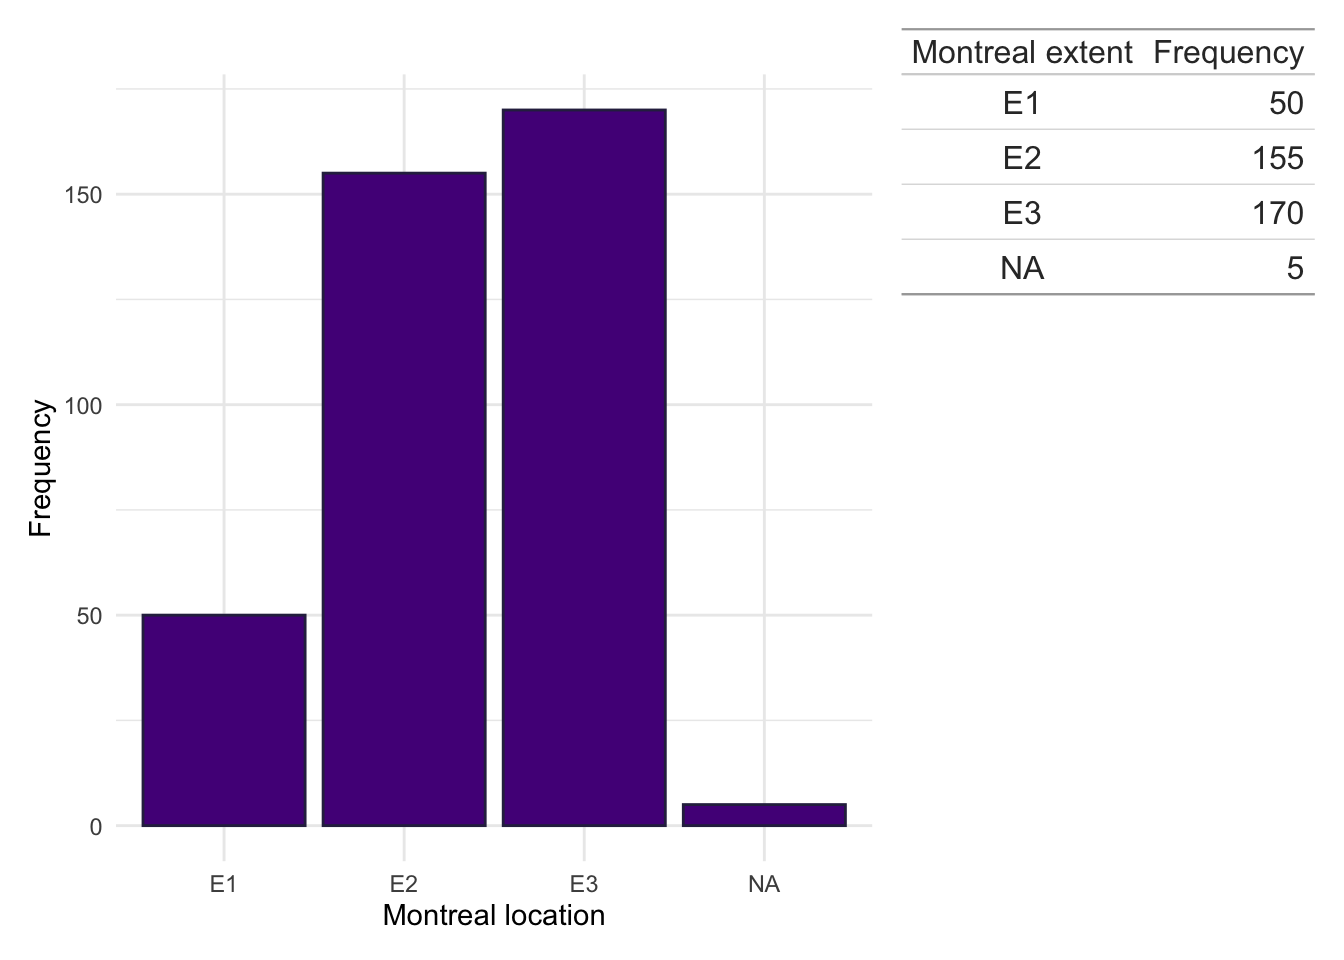 Montreal extent Frequency
E1 50
E2 155
E3 170
NA 5
Frequency
150
100
50
0
E1 E2 E3 NA
Montreal location